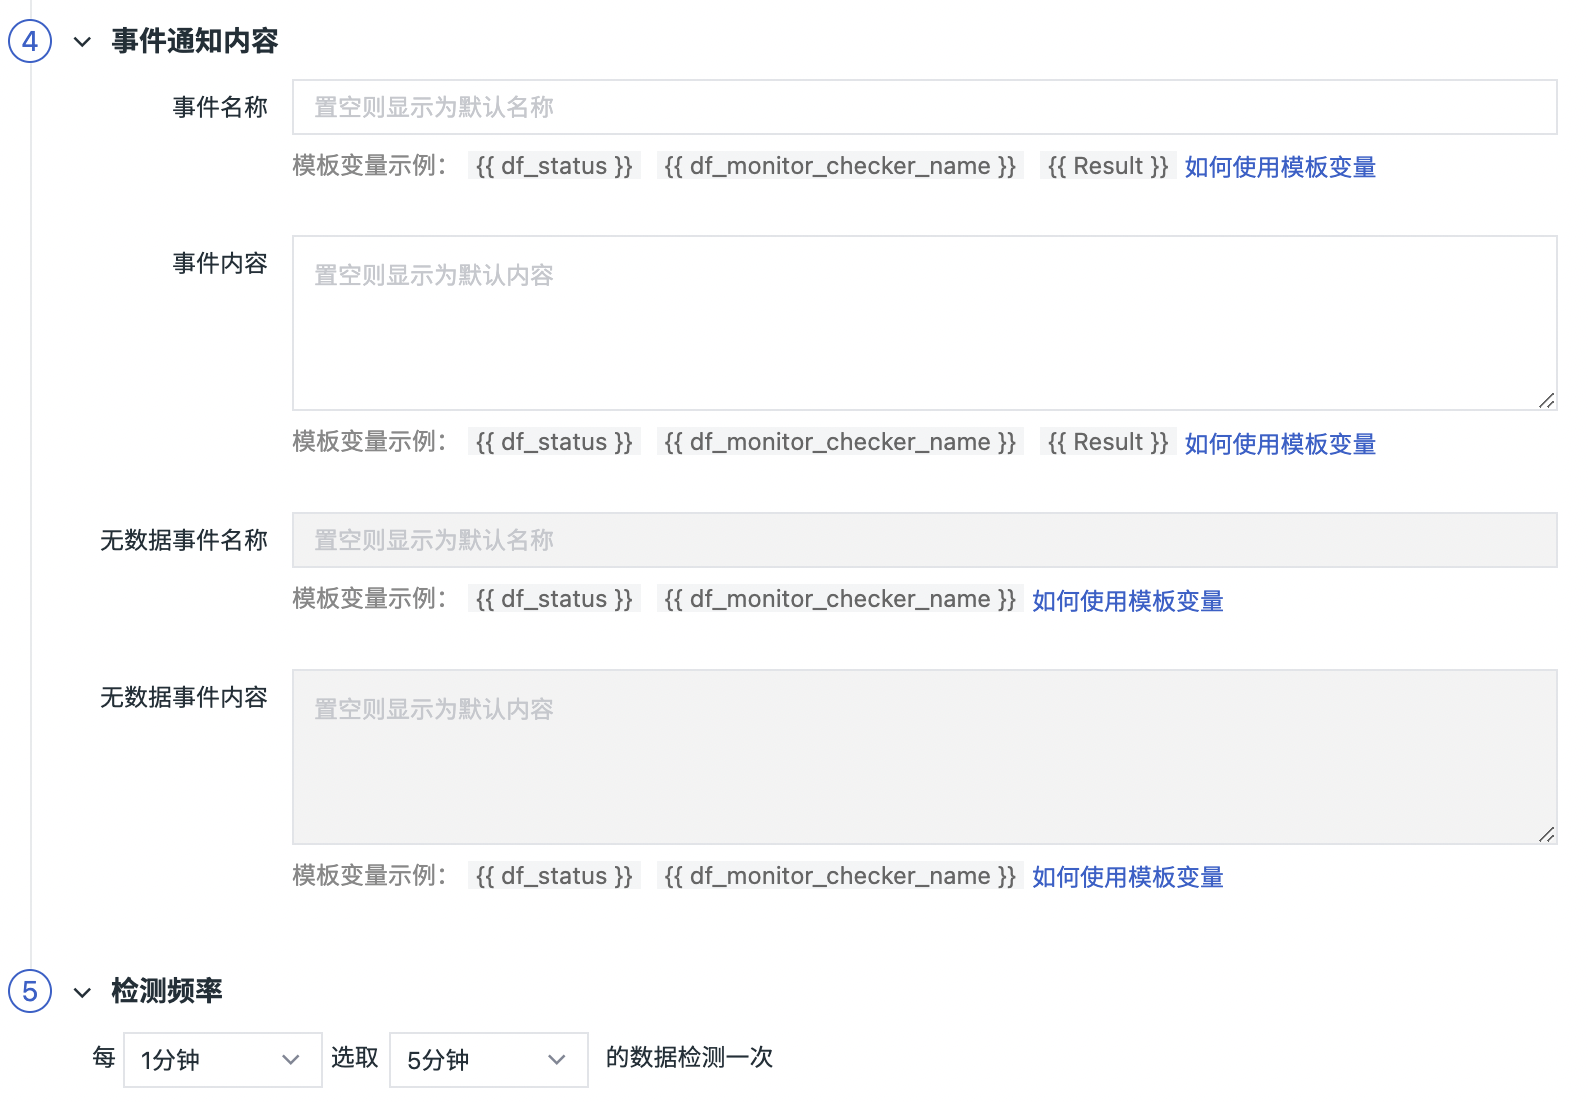 4 事件通知内容
事件名称 置空则显示为默认名称
模板变量示例： {{ df_status }} {{ df_monitor_checker_name }} {{ Result }} 如何使用模板变量
事件内容 置空则显示为默认内容
模板变量示例： {{ df_status }} {{ df_monitor_checker_name }} {{ Result }} 如何使用模板变量
无数据事件名称 置空则显示为默认名称
模板变量示例： {{ df_status }} {{ df_monitor_checker_name }} 如何使用模板变量
无数据事件内容 置空则显示为默认内容
模板变量示例： {{ df_status }} {{ df_monitor_checker_name }} 如何使用模板变量
5 检测频率
每 1分钟 选取 5分钟 的数据检测一次